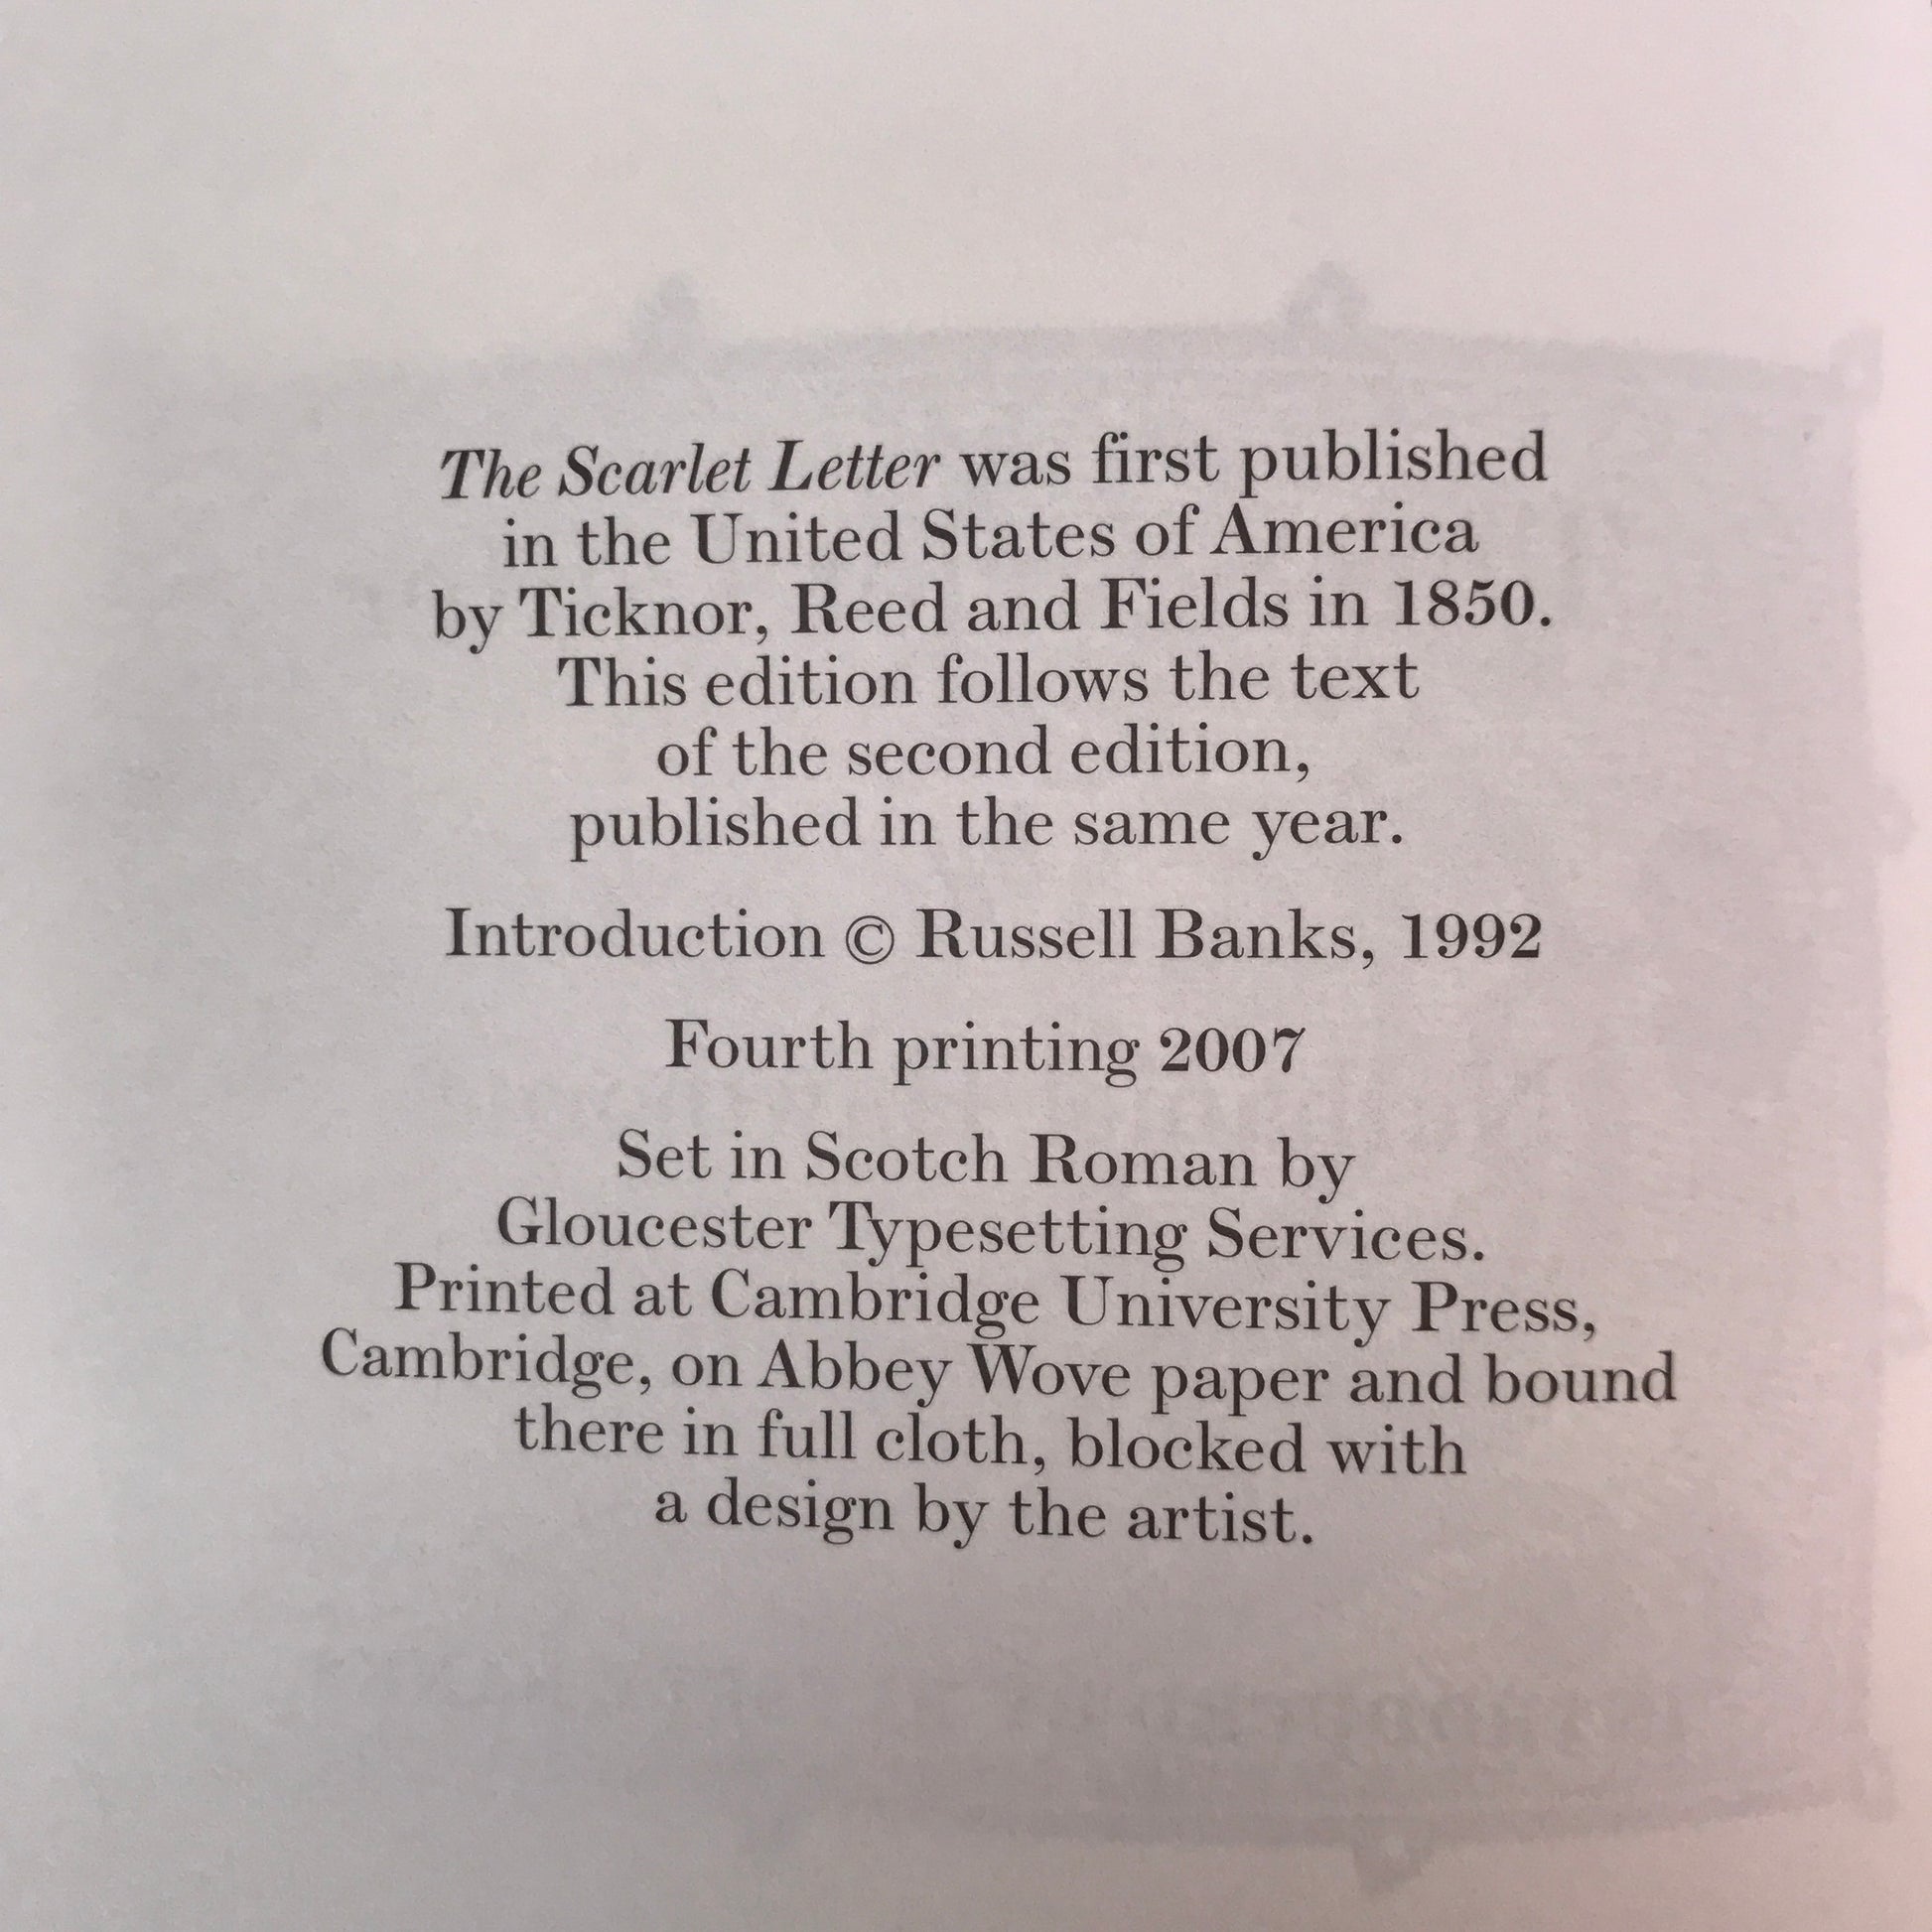 The Scarlet Letter was first published
in the United States of America
by Ticknor, Reed and Fields in 1850.
This edition follows the text
of the second edition,
published in the same year.
Introduction © Russell Banks, 1992
Fourth printing 2007
Set in Scotch Roman by
Gloucester Typesetting Services.
Printed at Cambridge University Press,
Cambridge, on Abbey Wove paper and bound
there in full cloth, blocked with
a design by the artist.